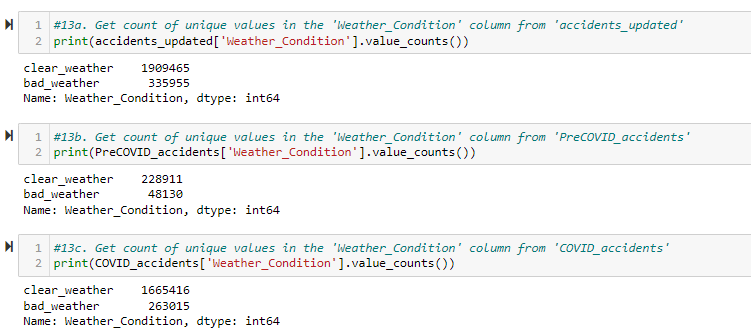 1 #13a. Get count of unique values in the 'Weather_Condition' column from 'accidents_updated'
2 print(accidents_updated['Weather_Condition'].value_counts())
clear_weather    1909465
bad_weather       335955
Name: Weather_Condition, dtype: int64
1 #13b. Get count of unique values in the 'Weather_Condition' column from 'PreCOVID_accidents'
2 print(PreCOVID_accidents['Weather_Condition'].value_counts())
clear_weather    228911
bad_weather       48130
Name: Weather_Condition, dtype: int64
1 #13c. Get count of unique values in the 'Weather_Condition' column from 'COVID_accidents'
2 print(COVID_accidents['Weather_Condition'].value_counts())
clear_weather    1665416
bad_weather       263015
Name: Weather_Condition, dtype: int64